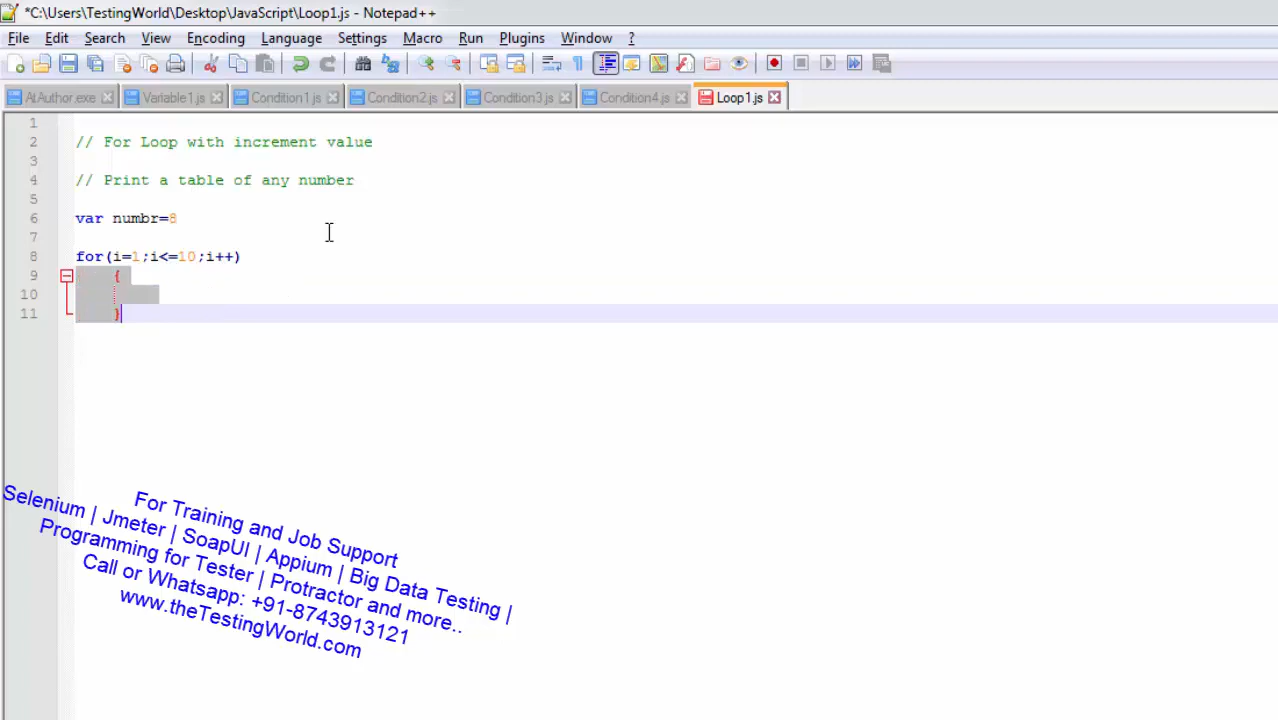 *C:\Users\TestingWorld\Desktop\JavaScript\Loop1.js - Notepad++
File Edit Search View Encoding Language Settings Macro Run Plugins Window ?
AtAuthor.exe Variable1.js Condition1.js Condition2.js Condition3.js Condition4.js Loop1.js
1
2 // For Loop with increment value
3
4 // Print a table of any number
5
6 var numbr=8
7
8 for(i=1;i<=10;i++)
9 {
10
11 }
For Training and Job Support
Selenium | Jmeter | SoapUI | Appium | Big Data Testing |
Programming for Tester | Protractor and more..
Call or Whatsapp: +91-8743913121
www.theTestingWorld.com